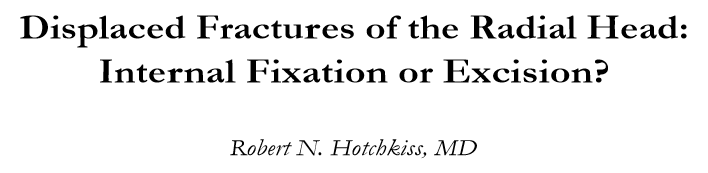 Displaced Fractures of the Radial Head:
Internal Fixation or Excision?
Robert N. Hotchkiss, MD